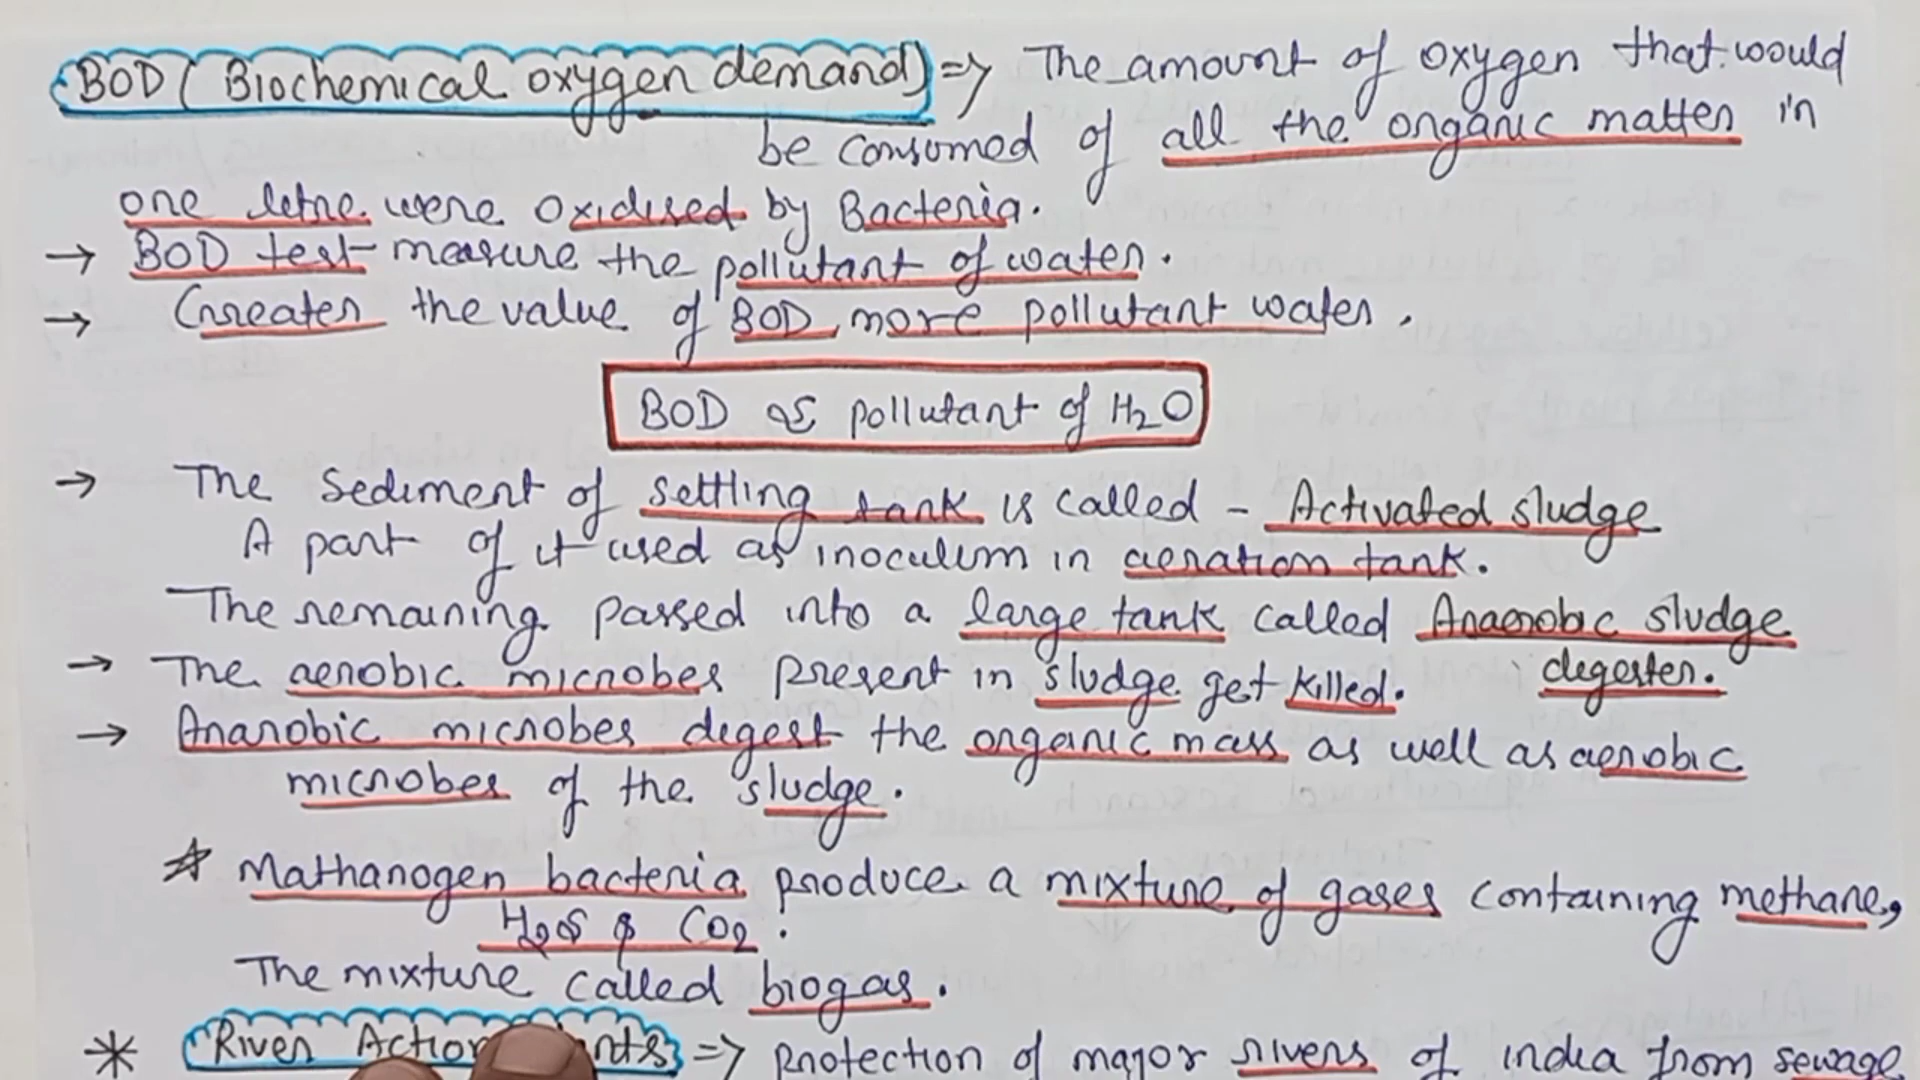 BOD (Biochemical oxygen demand) => The amount of oxygen that would
be consumed of all the organic matter in
one letre were oxidised by Bacteria.
→ BOD test measure the pollutant of water.
→ Greater the value of BOD, more pollutant water.
BOD ∝ pollutant of H₂O
→ The sediment of settling tank is called - Activated sludge
A part of it used as inoculum in aeration tank.
The remaining passed into a large tank called Anaerobic sludge
digester.
→ The aerobic microbes present in sludge get killed.
→ Anarobic microbes digest the organic mass as well as aerobic
microbes of the sludge.
☆ Mathanogen bacteria produce a mixture of gases containing methane,
H₂S & CO₂.
The mixture called biogas.
* River Action => protection of major rivers of india from sewage